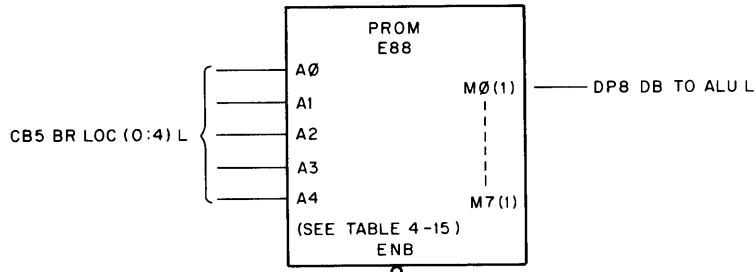 PROM
E88
AØ
A1
A2
A3
A4
CB5 BR LOC (0:4) L
MØ(1)
M7(1)
DP8 DB TO ALU L
(SEE TABLE 4-15)
ENB